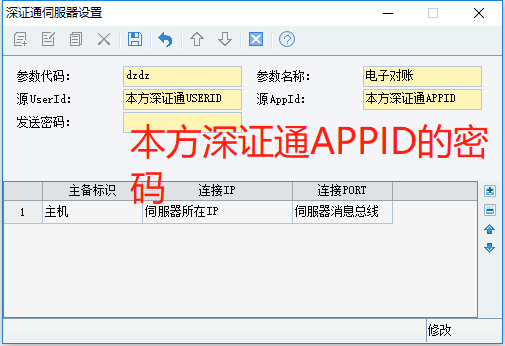 深证通伺服器设置
参数代码： dzdz 参数名称： 电子对账
源UserId: 本方深证通USERID 源AppId: 本方深证通APPID
发送密码：
本方深证通APPID的密
码
主备标识 连接IP 连接PORT
1 主机 伺服器所在IP 伺服器消息总线
修改